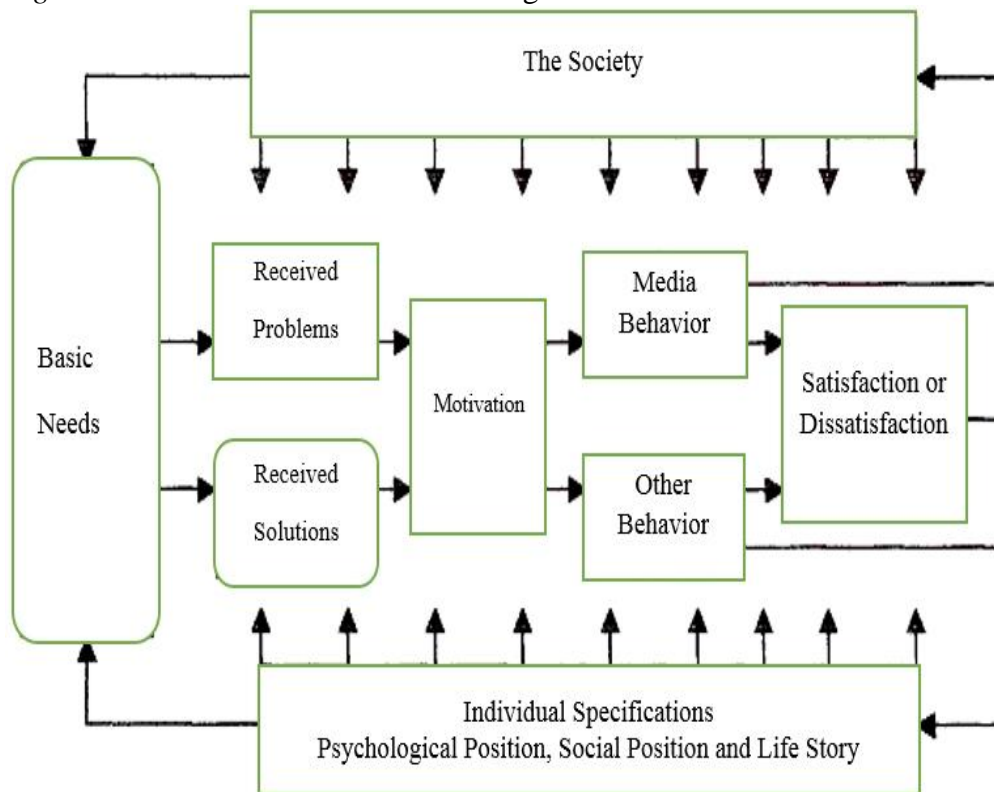 The Society
Received
Problems
Media
Behavior
Basic
Needs
Motivation
Satisfaction or
Dissatisfaction
Received
Solutions
Other
Behavior
Individual Specifications
Psychological Position, Social Position and Life Story